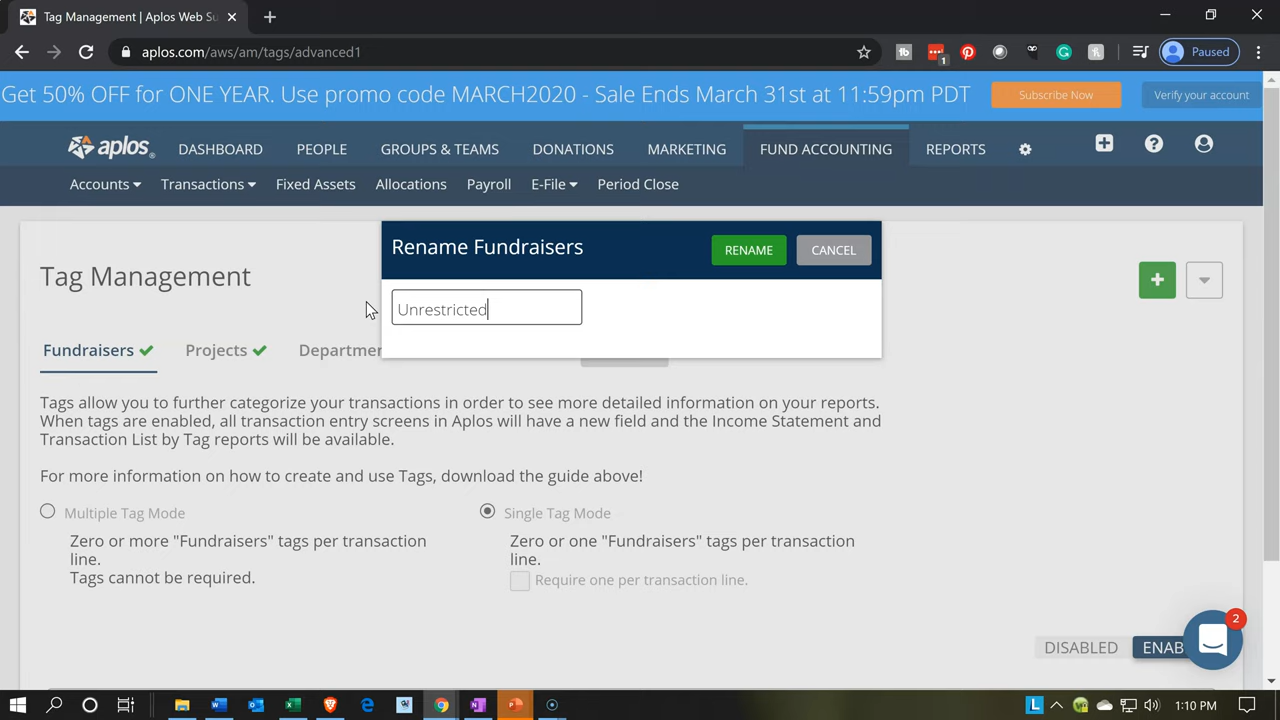 Tag Management | Aplos Web Su
aplos.com/aws/am/tags/advanced1
Paused
Get 50% OFF for ONE YEAR. Use promo code MARCH2020 - Sale Ends March 31st at 11:59pm PDT
Subscribe Now
Verify your account
aplos
DASHBOARD
PEOPLE
GROUPS & TEAMS
DONATIONS
MARKETING
FUND ACCOUNTING
REPORTS
Accounts
Transactions
Fixed Assets
Allocations
Payroll
E-File
Period Close
Rename Fundraisers
RENAME
CANCEL
Unrestricted
Tag Management
Fundraisers
Projects
Departmen
Tags allow you to further categorize your transactions in order to see more detailed information on your reports.
When tags are enabled, all transaction entry screens in Aplos will have a new field and the Income Statement and
Transaction List by Tag reports will be available.
For more information on how to create and use Tags, download the guide above!
Multiple Tag Mode
Zero or more "Fundraisers" tags per transaction
line.
Tags cannot be required.
Single Tag Mode
Zero or one "Fundraisers" tags per transaction
line.
Require one per transaction line.
DISABLED
ENAB
2
1:10 PM